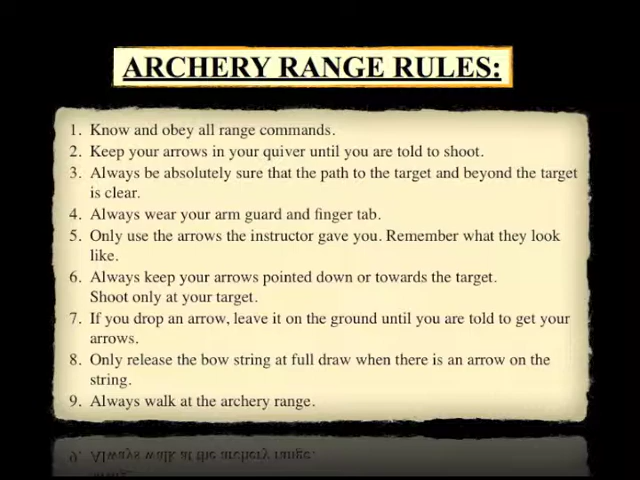 ARCHERY RANGE RULES:
1. Know and obey all range commands.
2. Keep your arrows in your quiver until you are told to shoot.
3. Always be absolutely sure that the path to the target and beyond the target
is clear.
4. Always wear your arm guard and finger tab.
5. Only use the arrows the instructor gave you. Remember what they look
like.
6. Always keep your arrows pointed down or towards the target.
Shoot only at your target.
7. If you drop an arrow, leave it on the ground until you are told to get your
arrows.
8. Only release the bow string at full draw when there is an arrow on the
string.
9. Always walk at the archery range.